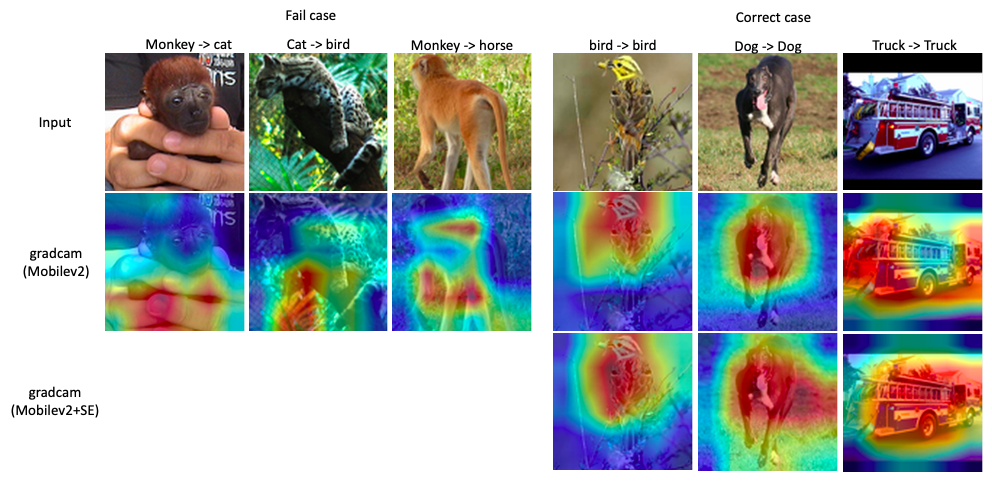 Fail case
Correct case
Monkey -> cat
Cat -> bird
Monkey -> horse
bird -> bird
Dog -> Dog
Truck -> Truck
Input
gradcam
(Mobilev2)
gradcam
(Mobilev2+SE)